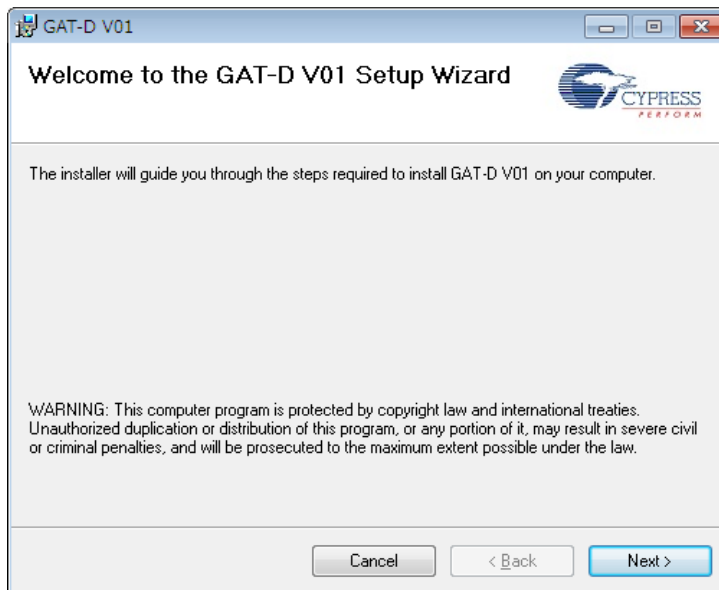 GAT-D V01
Welcome to the GAT-D V01 Setup Wizard
CYPRESS
PERFORM
The installer will guide you through the steps required to install GAT-D V01 on your computer.
WARNING: This computer program is protected by copyright law and international treaties.
Unauthorized duplication or distribution of this program, or any portion of it, may result in severe civil
or criminal penalties, and will be prosecuted to the maximum extent possible under the law.
Cancel
< Back
Next >